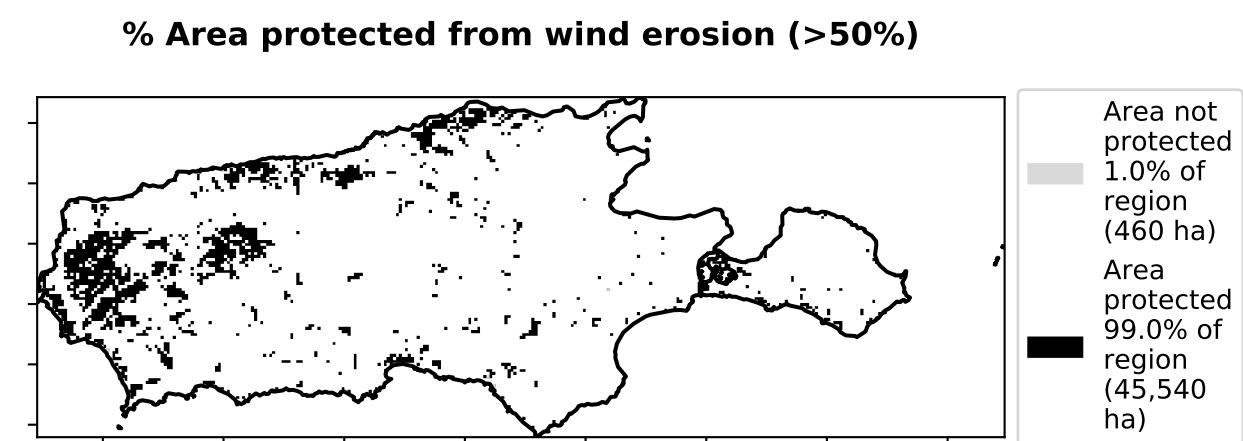 % Area protected from wind erosion (>50%)
Area not
protected
1.0% of
region
(460 ha)
Area
protected
99.0% of
region
(45,540
ha)